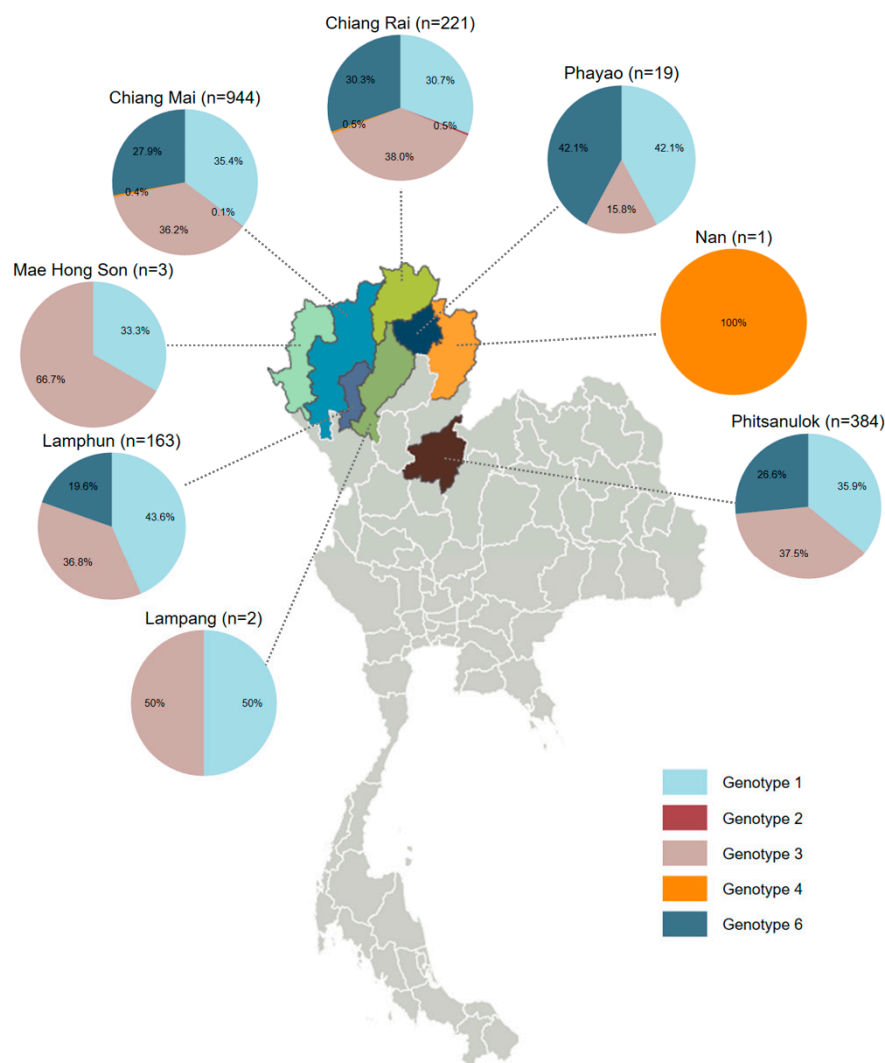 Chiang Rai (n=221)
30.3%
30.7%
0.5%
0.5%
38.0%
Phayao (n=19)
42.1%
42.1%
15.8%
Chiang Mai (n=944)
27.9%
35.4%
0.4%
0.1%
36.2%
Nan (n=1)
100%
Mae Hong Son (n=3)
33.3%
66.7%
Phitsanulok (n=384)
26.6%
35.9%
37.5%
Lamphun (n=163)
19.6%
43.6%
36.8%
Lampang (n=2)
50%
50%
Genotype 1
Genotype 2
Genotype 3
Genotype 4
Genotype 6